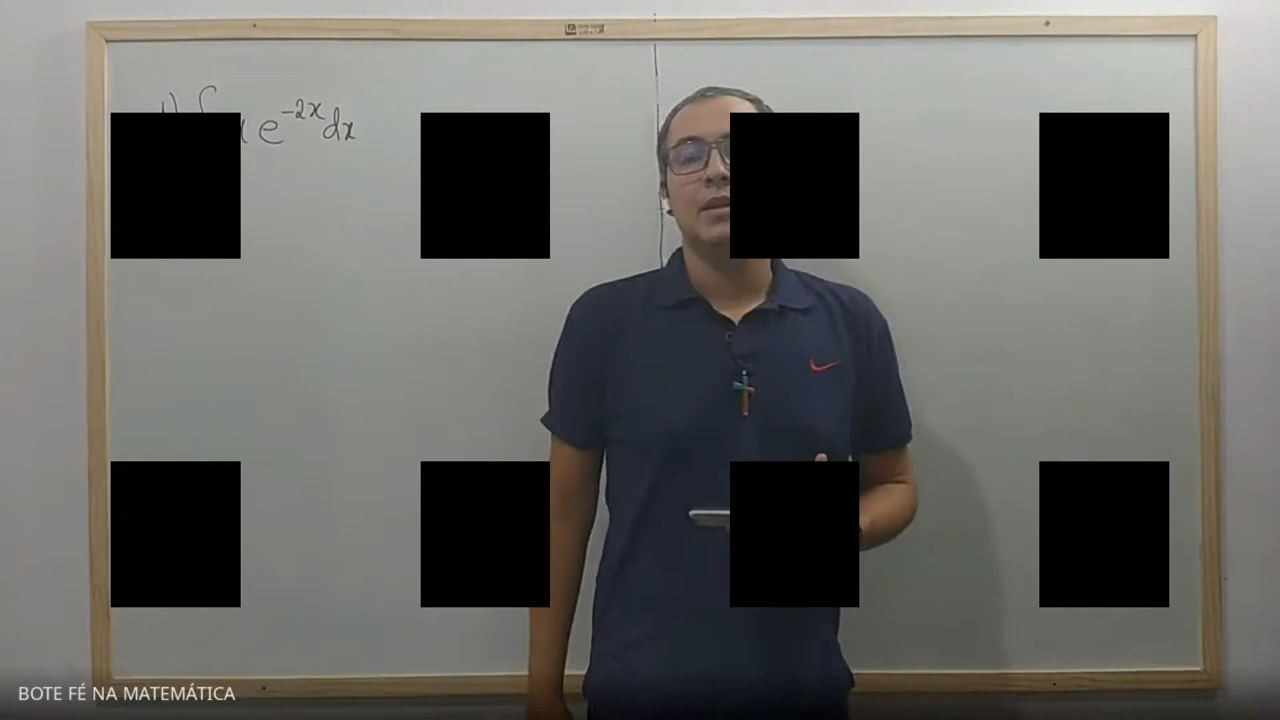 e^{-2x} dx
BOTE FÉ NA MATEMÁTICA